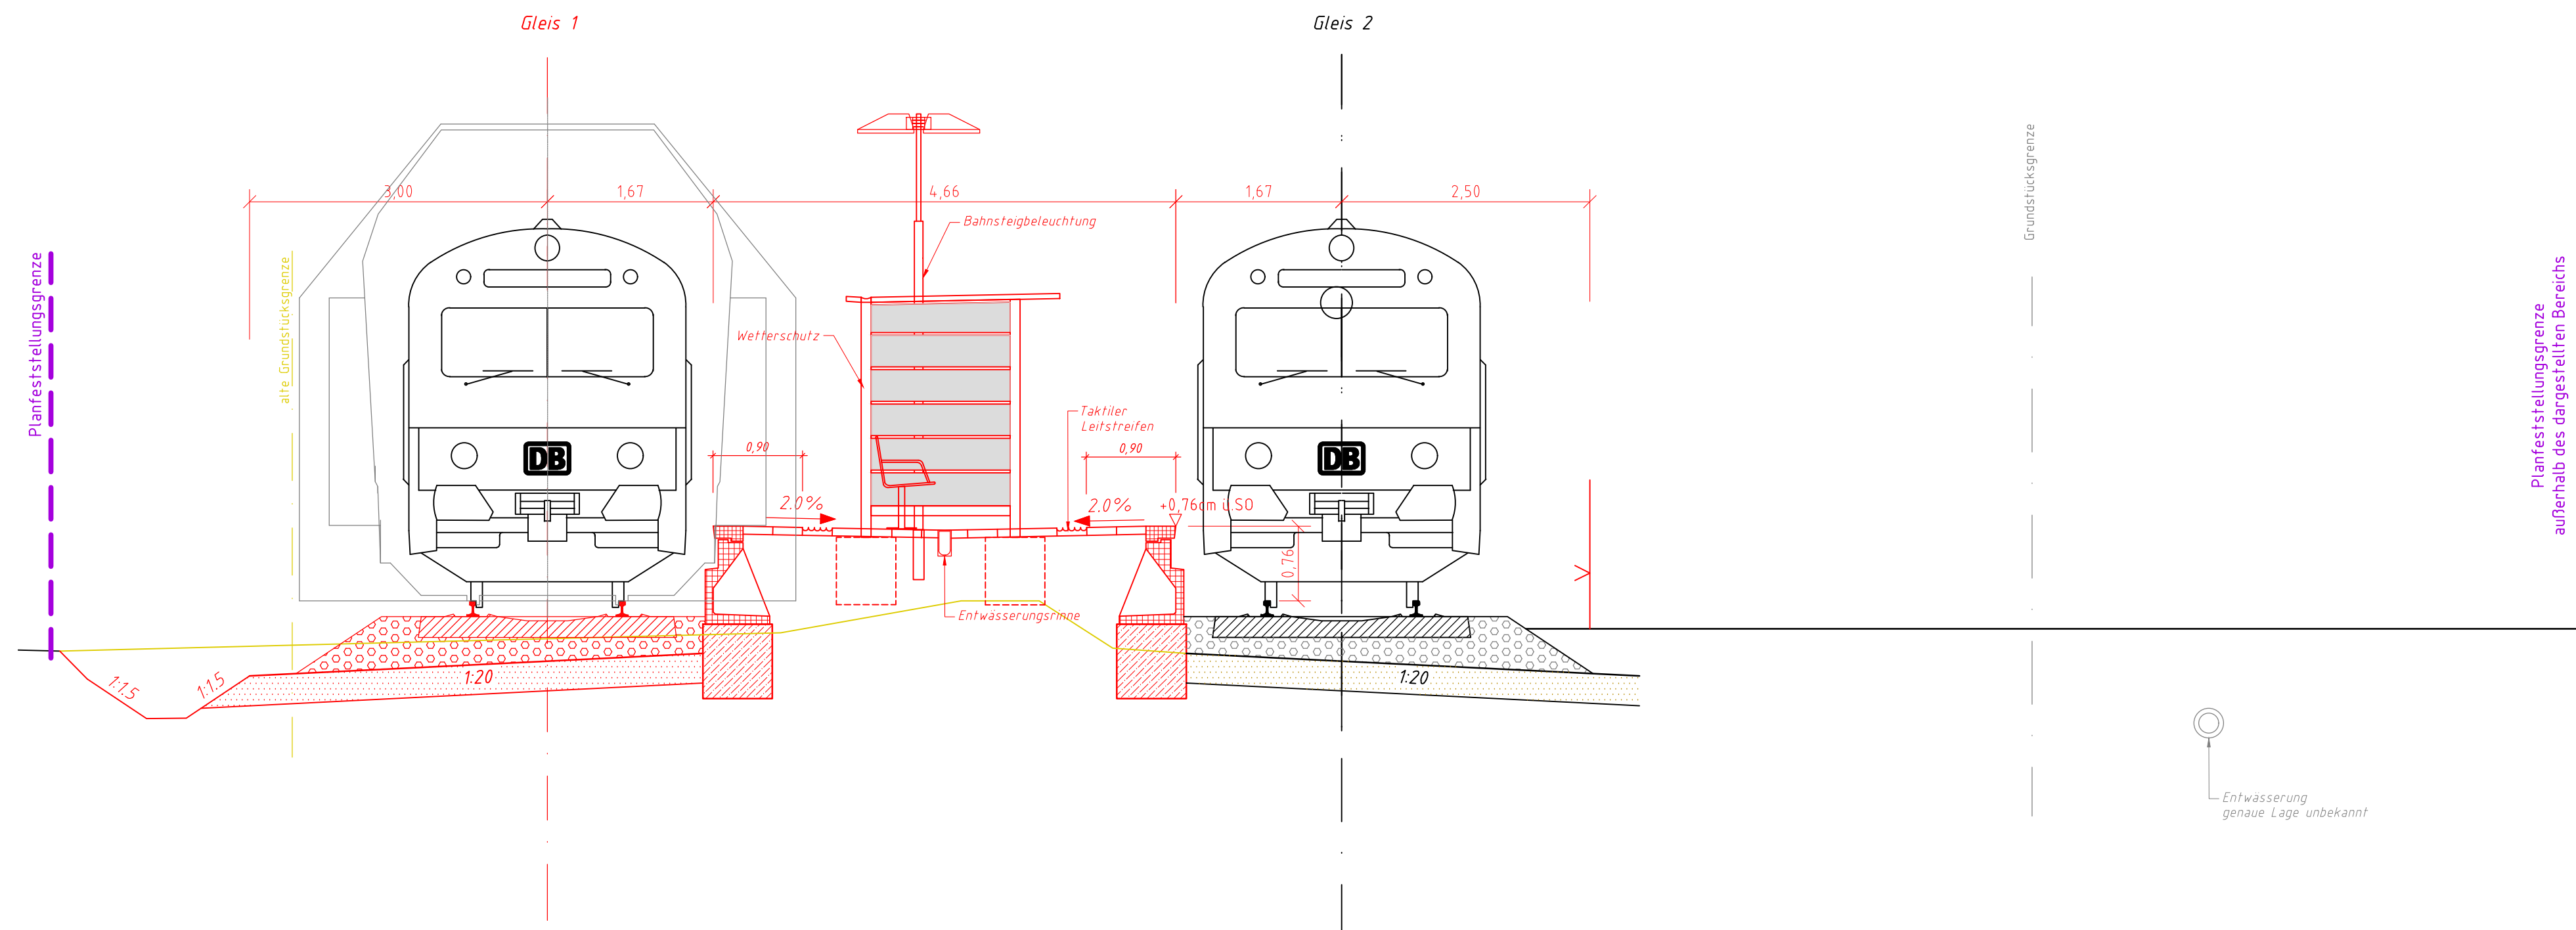 Gleis 1
Gleis 2
3,00
1,67
4,66
1,67
2,50
Bahnsteigbeleuchtung
Grundstücksgrenze
Planfeststellungsgrenze
alte Grundstücksgrenze
Wetterschutz
Planfeststellungsgrenze
außerhalb des dargestellten Bereichs
Taktiler
Leitstreifen
0,90
0,90
DB
DB
2.0%
2.0%
+0,76cm ü.SO
0,76
Entwässerungsrinne
1:1.5
1:1.5
1:20
1:20
Entwässerung
genaue Lage unbekannt